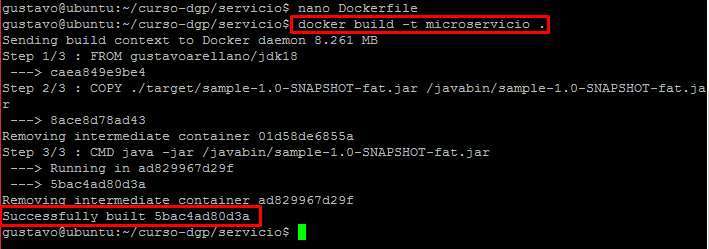 gustavo@ubuntu:~/curso-dgp/servicio$ nano Dockerfile
gustavo@ubuntu:~/curso-dgp/servicio$ docker build -t microservicio .
Sending build context to Docker daemon 8.261 MB
Step 1/3 : FROM gustavoarellano/jdk18
 ---> caea849e9be4
Step 2/3 : COPY ./target/sample-1.0-SNAPSHOT-fat.jar /javabin/sample-1.0-SNAPSHOT-fat.ja
r
 ---> 8ace8d78ad43
Removing intermediate container 01d58de6855a
Step 3/3 : CMD java -jar /javabin/sample-1.0-SNAPSHOT-fat.jar
 ---> Running in ad829967d29f
 ---> 5bac4ad80d3a
Removing intermediate container ad829967d29f
Successfully built 5bac4ad80d3a
gustavo@ubuntu:~/curso-dgp/servicio$